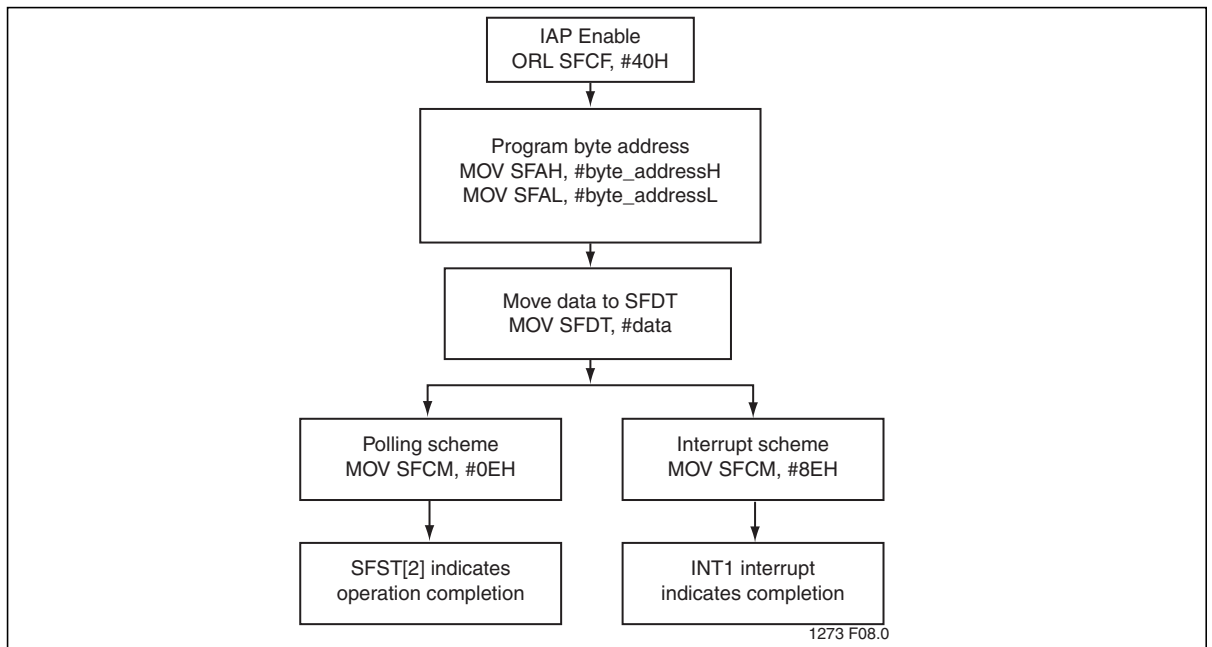 IAP Enable
ORL SFCF, #40H
Program byte address
MOV SFAH, #byte_addressH
MOV SFAL, #byte_addressL
Move data to SFDT
MOV SFDT, #data
Polling scheme
MOV SFCM, #0EH
Interrupt scheme
MOV SFCM, #8EH
SFST[2] indicates
operation completion
INT1 interrupt
indicates completion
1273 F08.0